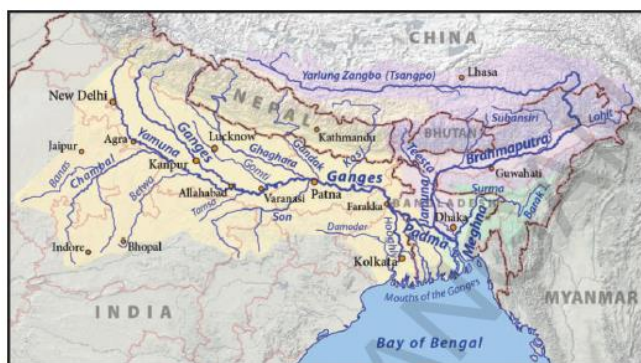 CHINA
Yarlung Zangbo (Tsangpo)
Lhasa
New Delhi
NEPAL
Subansiri
Lohit
Jaipur
Agra
Yamuna
Ganges
Lucknow
Kathmandu
BHUTAN
Brahmaputra
Banas
Chambal
Kanpur
Gomti
Ghaghara
Gandak
Kosi
Teesta
Guwahati
Betwa
Allahabad
Varanasi
Patna
Ganges
Jamuna
Surma
Barak
Tamsa
Son
Farakka
BANGLADESH
Dhaka
Meghna
Indore
Bhopal
Damodar
Hooghly
Padma
Kolkata
INDIA
Mouths of the Ganges
MYANMAR
Bay of Bengal